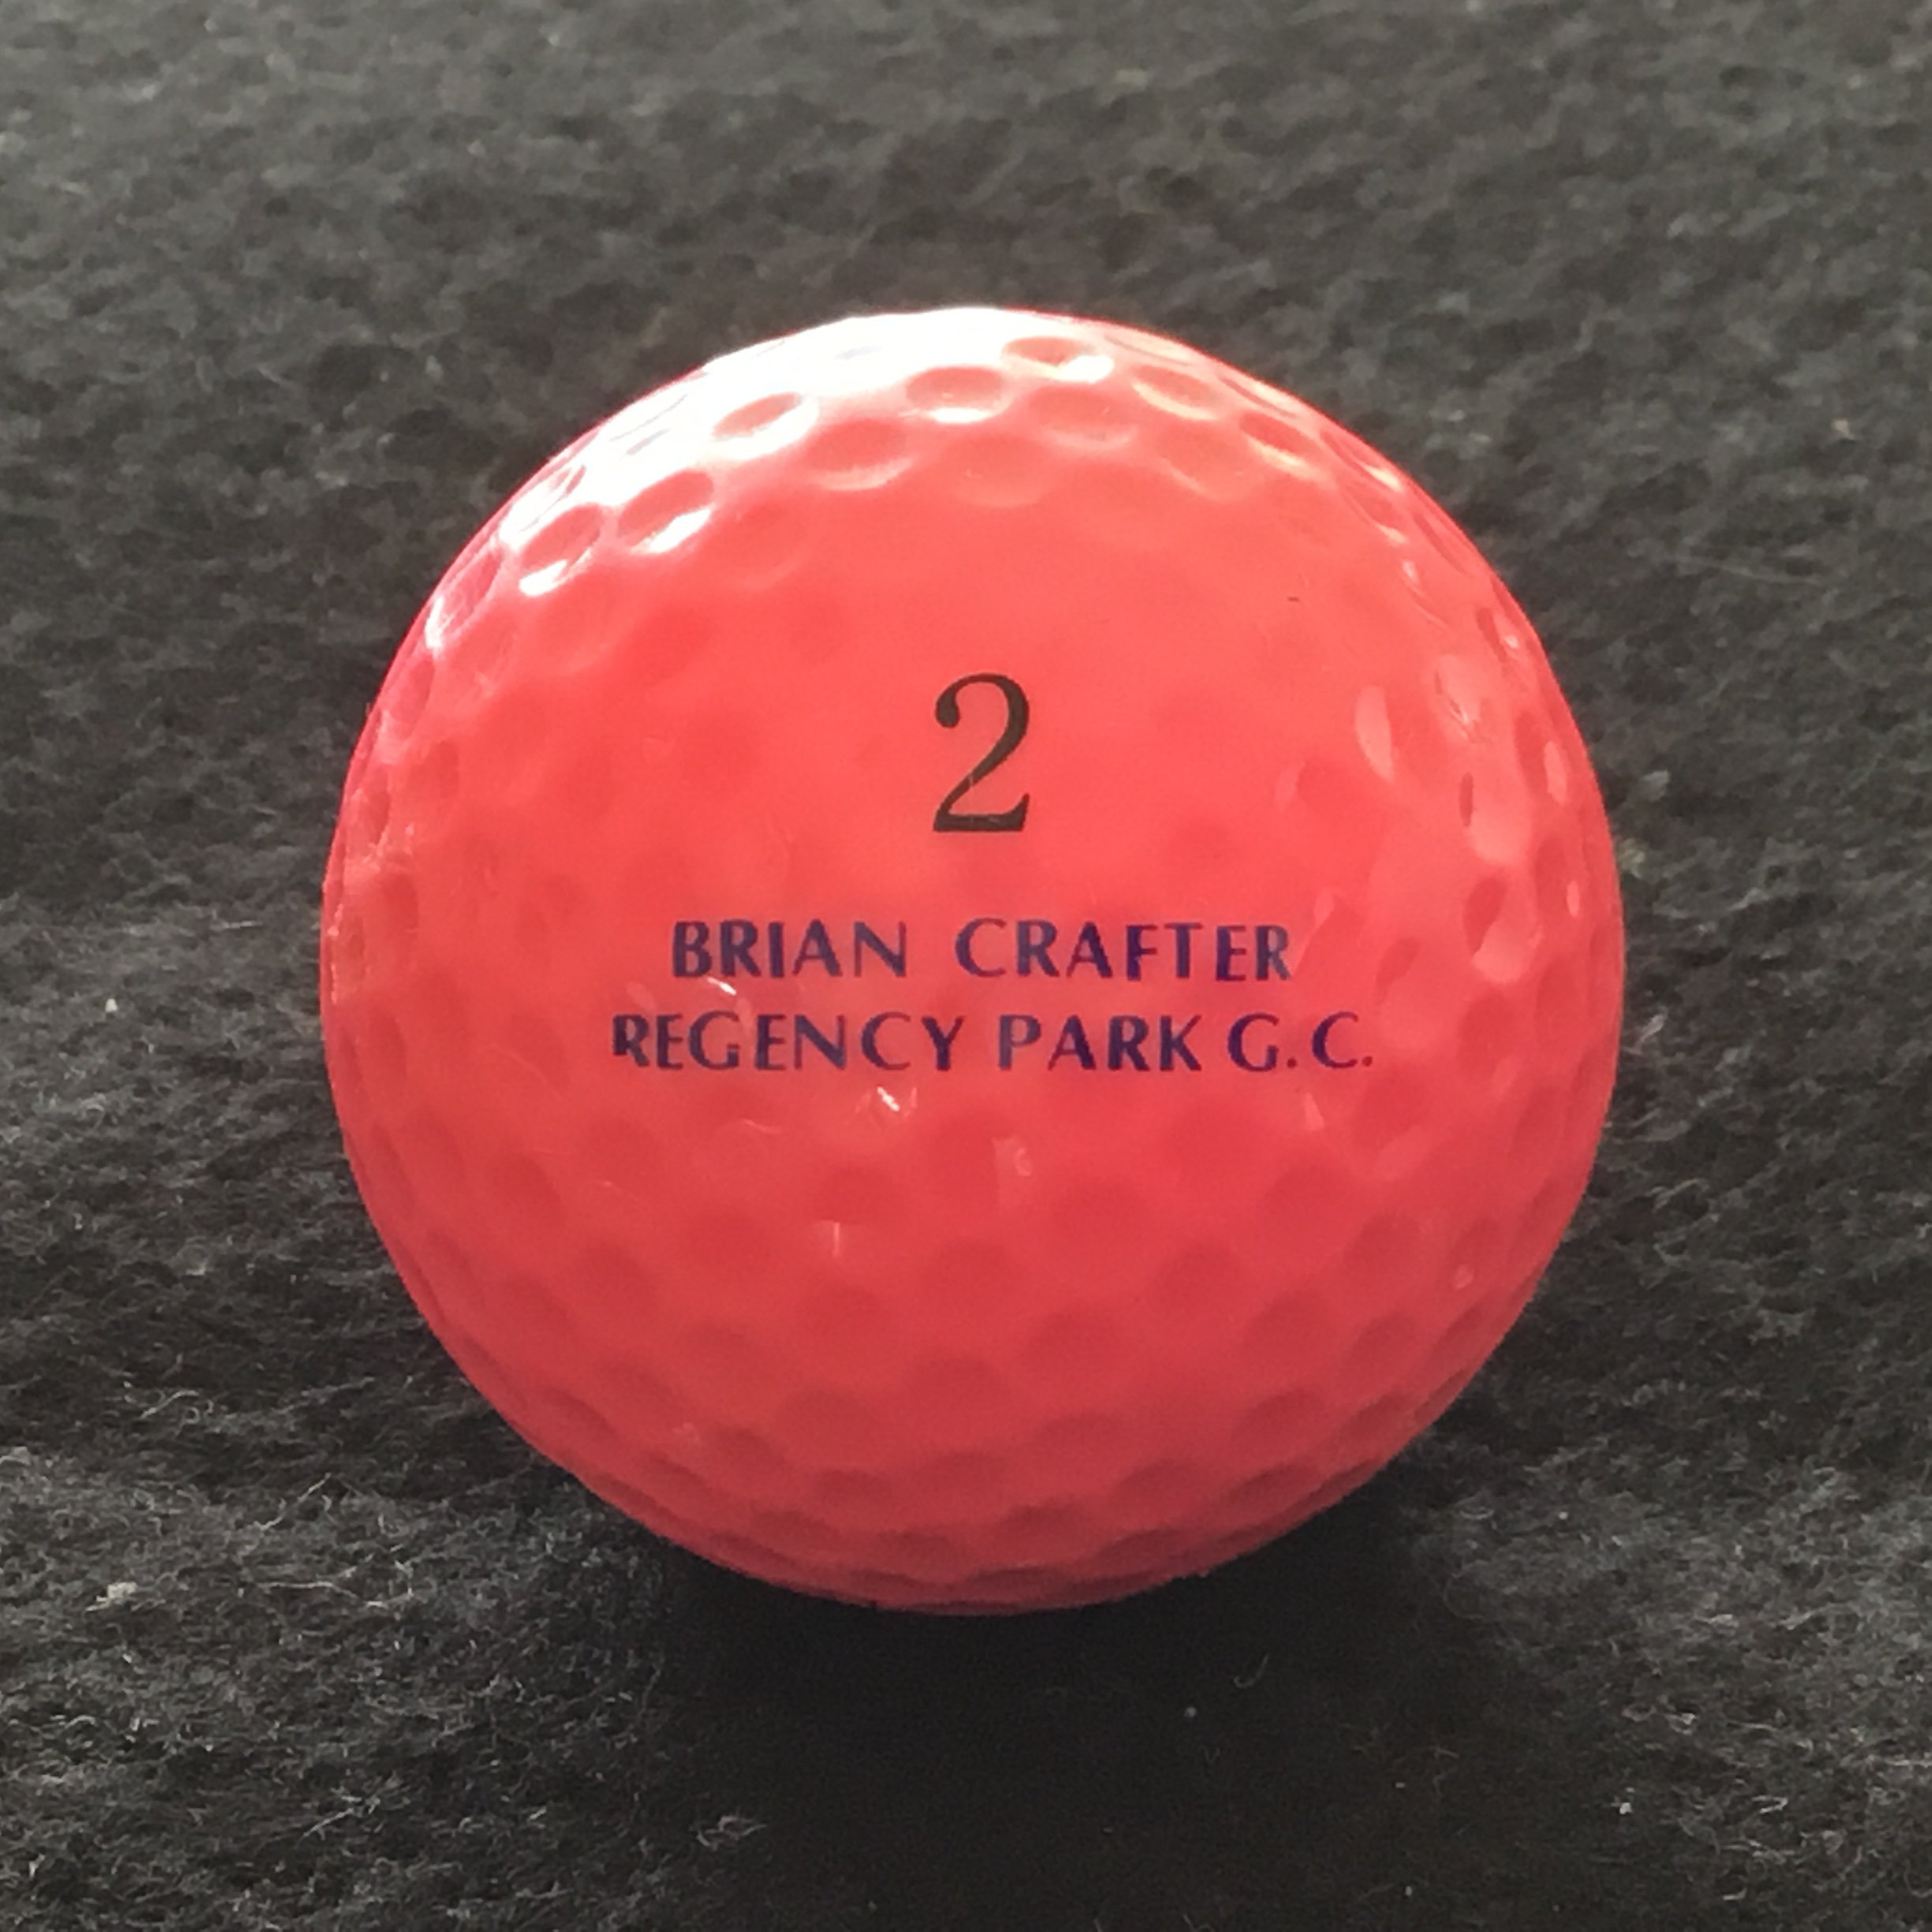 2
BRIAN CRAFTER
REGENCY PARK G.C.